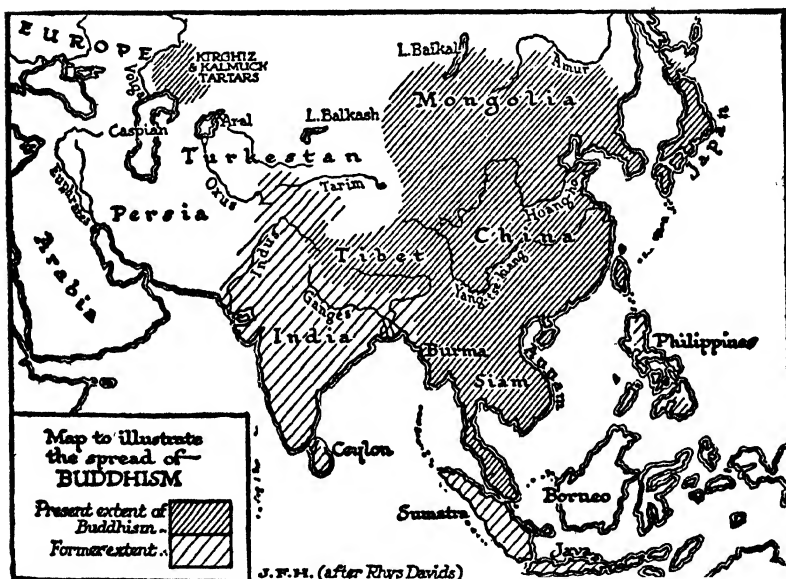 EUROPE
KIRGHIZ
& KALMUCK
TARTARS
Volga
L.Baikal
Amur
Mongolia
Caspian
Aral
L.Balkash
Turkestan
Oxus
Tarim
Euphrates
Persia
Arabia
Japan
Hoang-ho
China
Tibet
Indus
Yang-tse-kiang
Ganges
India
Burma
Annam
Siam
Philippines
Ceylon
Borneo
Sumatra
Java
Map to illustrate
the spread of—
BUDDHISM
Present extent of
Buddhism..
Former extent..
J.F.H. (after Rhys Davids)